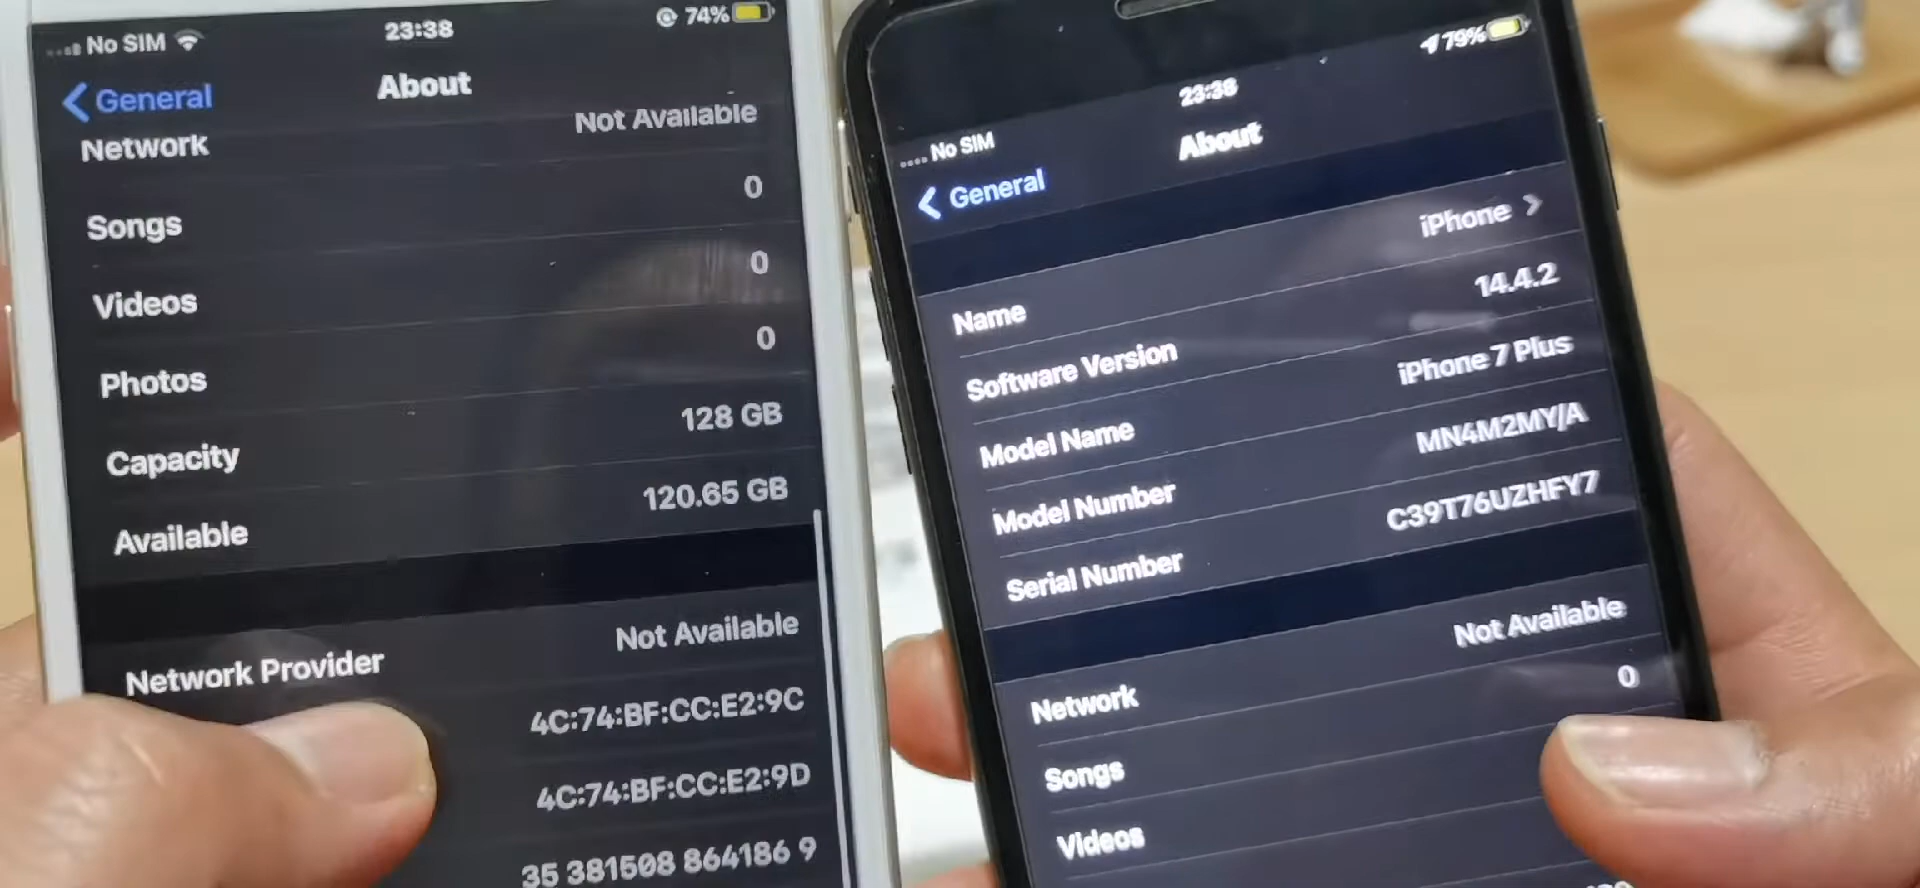 No SIM 23:38 74%
General About
Network Not Available
Songs 0
Videos 0
Photos 0
Capacity 128 GB
Available 120.65 GB
Network Provider Not Available
4C:74:BF:CC:E2:9C
4C:74:BF:CC:E2:9D
35 381508 864186 9
No SIM 23:38 79%
General About
Name iPhone
Software Version 14.4.2
Model Name iPhone 7 Plus
Model Number MN4M2MY/A
Serial Number C39T76UZHFY7
Network Not Available
Songs 0
Videos